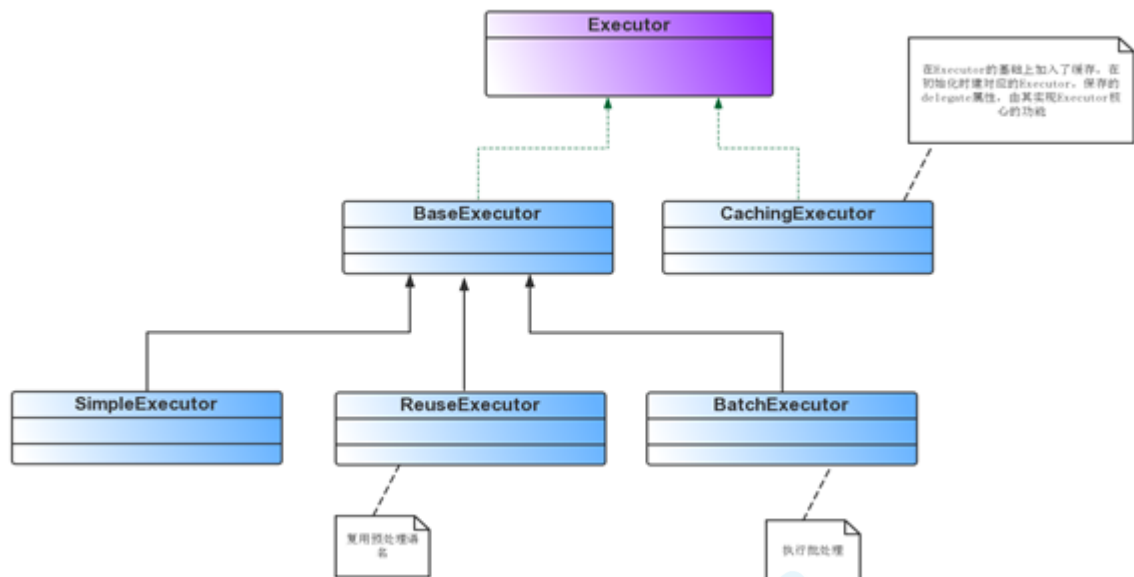 Executor
在Executor的基础上加入了缓存，在
初始化时建对应的Executor，保存的
delegate属性，由其实现Executor核
心的功能
BaseExecutor
CachingExecutor
SimpleExecutor
ReuseExecutor
BatchExecutor
复用预处理语
名
执行批处理